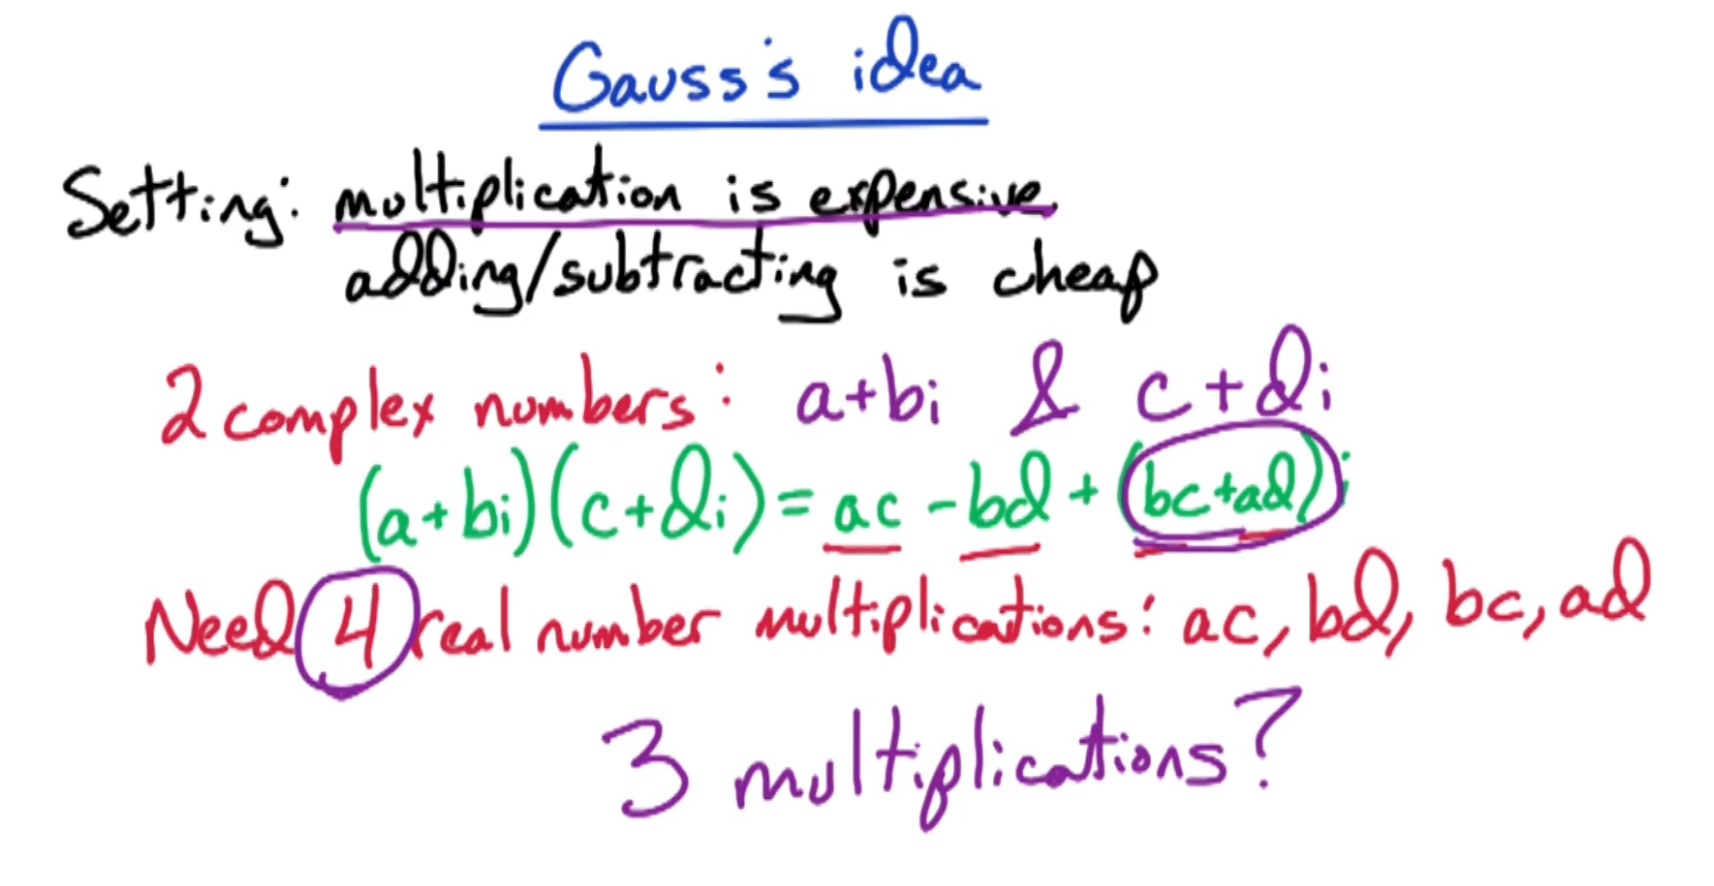 Gauss's idea
Setting: multiplication is expensive.
adding/subtracting is cheap
2 complex numbers: a+bi & c+di
(a+bi)(c+di)=ac-bd+(bc+ad)i
Need 4 real number multiplications: ac, bd, bc, ad
3 multiplications?